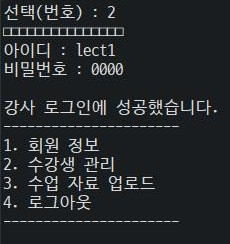 선택(번호) : 2
□□□□□□□□□□□□□□□
아이디 : lect1
비밀번호 : 0000
강사 로그인에 성공했습니다.
----------------------
1. 회원 정보
2. 수강생 관리
3. 수업 자료 업로드
4. 로그아웃
----------------------